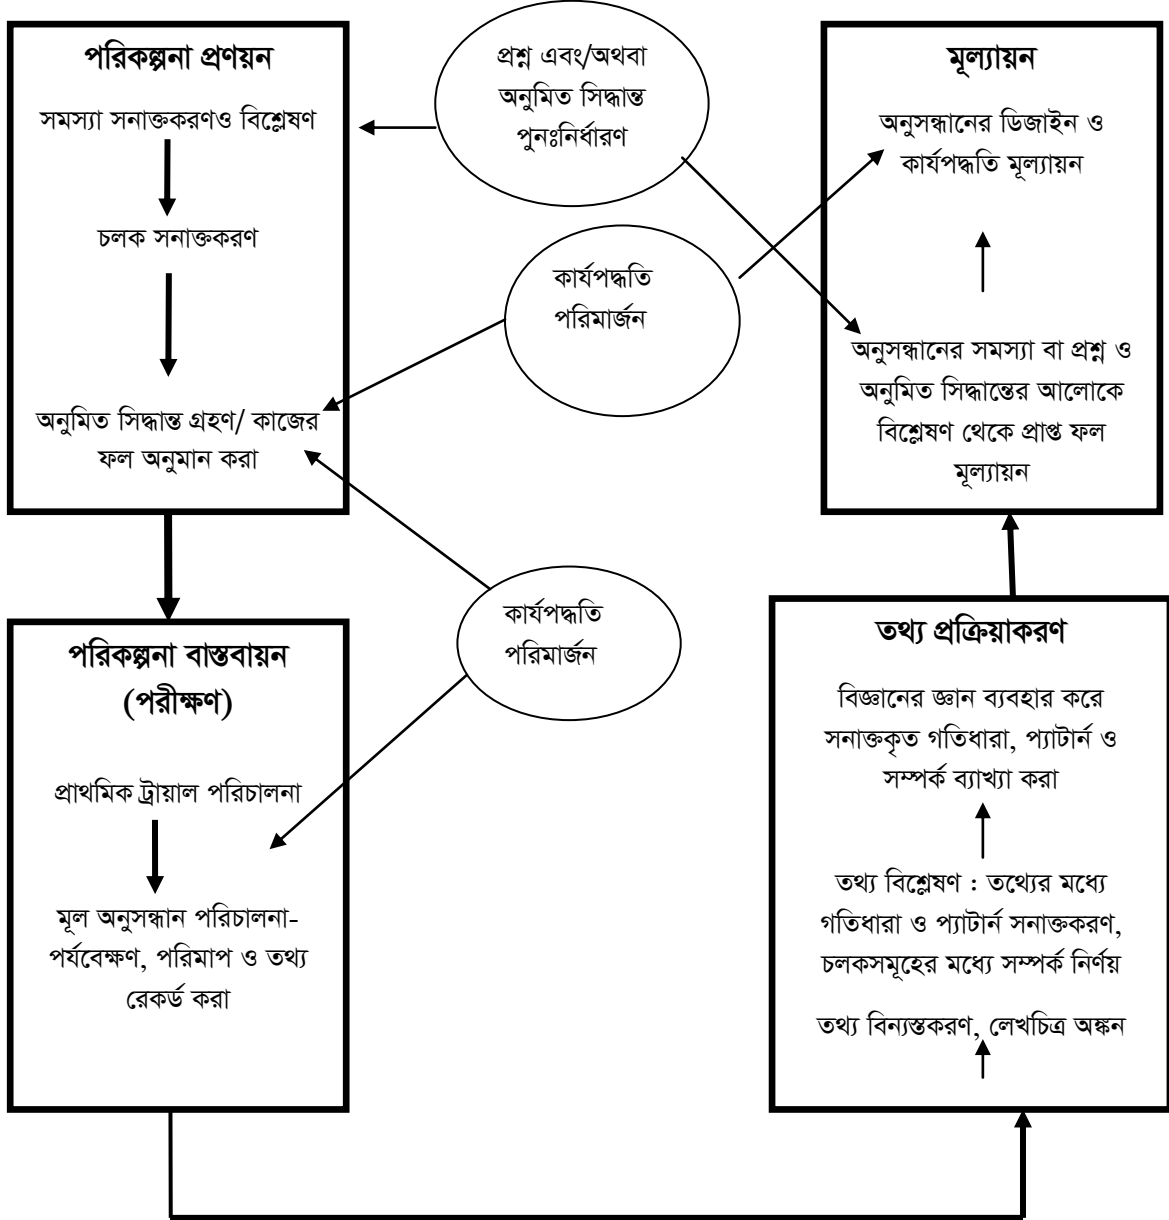 পরিকল্পনা প্রণয়ন
সমস্যা সনাক্তকরণও বিশ্লেষণ
চলক সনাক্তকরণ
অনুমিত সিদ্ধান্ত গ্রহণ/ কাজের
ফল অনুমান করা
প্রশ্ন এবং/অথবা
অনুমিত সিদ্ধান্ত
পুনঃনির্ধারণ
কার্যপদ্ধতি
পরিমার্জন
মূল্যায়ন
অনুসন্ধানের ডিজাইন ও
কার্যপদ্ধতি মূল্যায়ন
অনুসন্ধানের সমস্যা বা প্রশ্ন ও
অনুমিত সিদ্ধান্তের আলোকে
বিশ্লেষণ থেকে প্রাপ্ত ফল
মূল্যায়ন
পরিকল্পনা বাস্তবায়ন
(পরীক্ষণ)
প্রাথমিক ট্রায়াল পরিচালনা
মূল অনুসন্ধান পরিচালনা-
পর্যবেক্ষণ, পরিমাপ ও তথ্য
রেকর্ড করা
কার্যপদ্ধতি
পরিমার্জন
তথ্য প্রক্রিয়াকরণ
বিজ্ঞানের জ্ঞান ব্যবহার করে
সনাক্তকৃত গতিধারা, প্যাটার্ন ও
সম্পর্ক ব্যাখ্যা করা
তথ্য বিশ্লেষণ : তথ্যের মধ্যে
গতিধারা ও প্যাটার্ন সনাক্তকরণ,
চলকসমূহের মধ্যে সম্পর্ক নির্ণয়
তথ্য বিন্যস্তকরণ, লেখচিত্র অঙ্কন